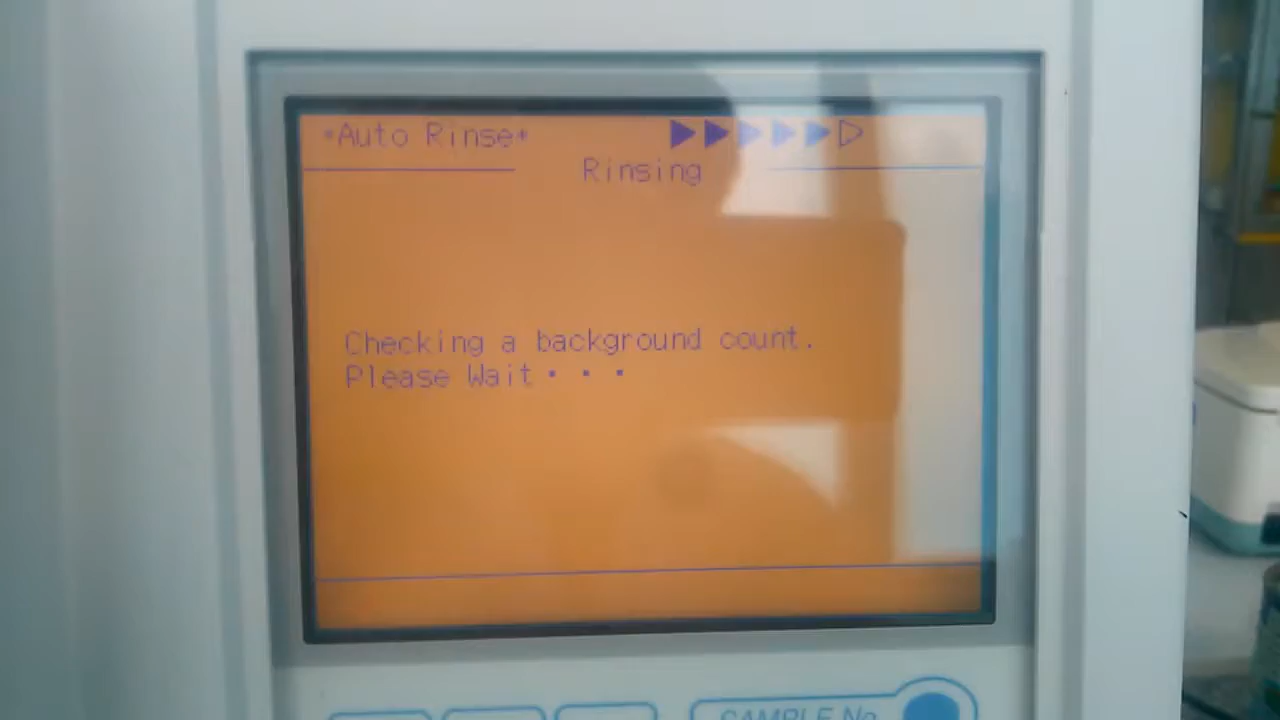 *Auto Rinse*
Rinsing
Checking a background count.
Please Wait・・・
SAMPLE No.